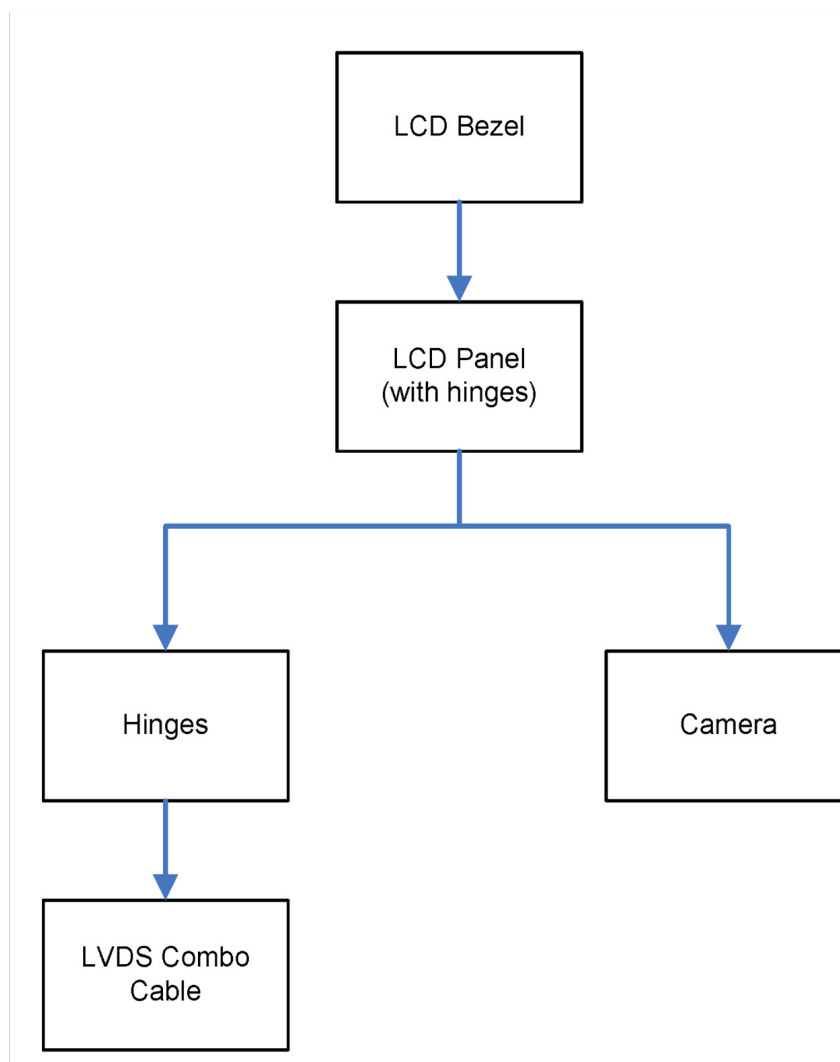 LCD Bezel
LCD Panel
(with hinges)
Hinges
Camera
LVDS Combo
Cable